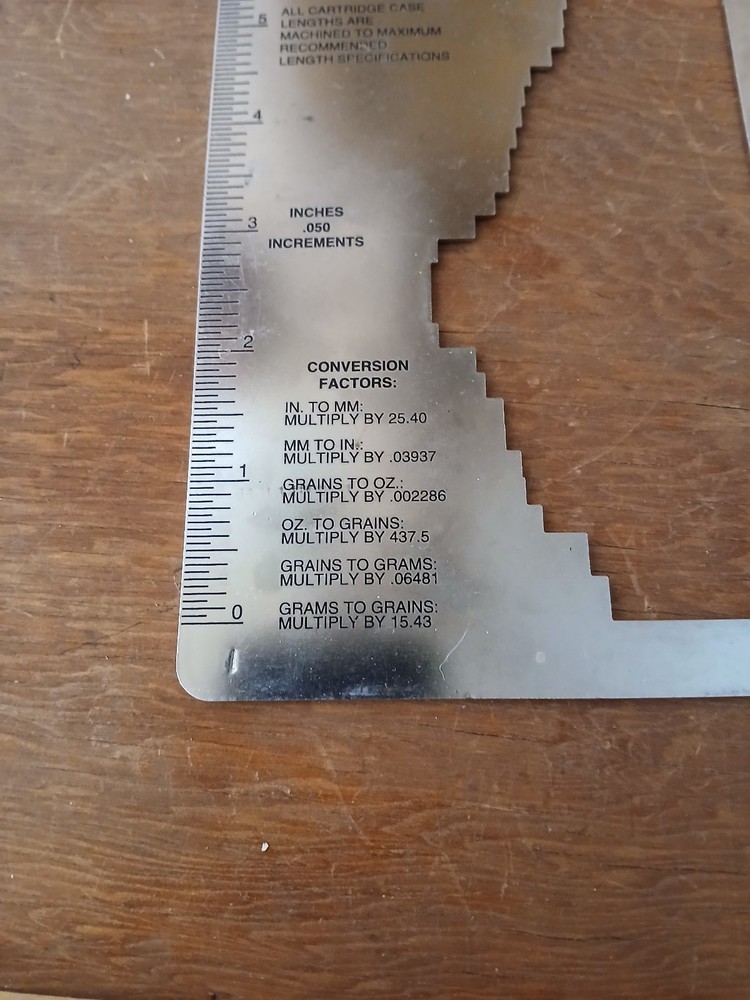 5
ALL CARTRIDGE CASE
LENGTHS ARE
MACHINED TO MAXIMUM
RECOMMENDED
LENGTH SPECIFICATIONS
4
INCHES
3
.050
INCREMENTS
2
CONVERSION
FACTORS:
IN. TO MM:
MULTIPLY BY 25.40
MM TO IN.:
MULTIPLY BY .03937
1
GRAINS TO OZ.:
MULTIPLY BY .002286
OZ. TO GRAINS:
MULTIPLY BY 437.5
GRAINS TO GRAMS:
MULTIPLY BY .06481
GRAMS TO GRAINS:
0
MULTIPLY BY 15.43